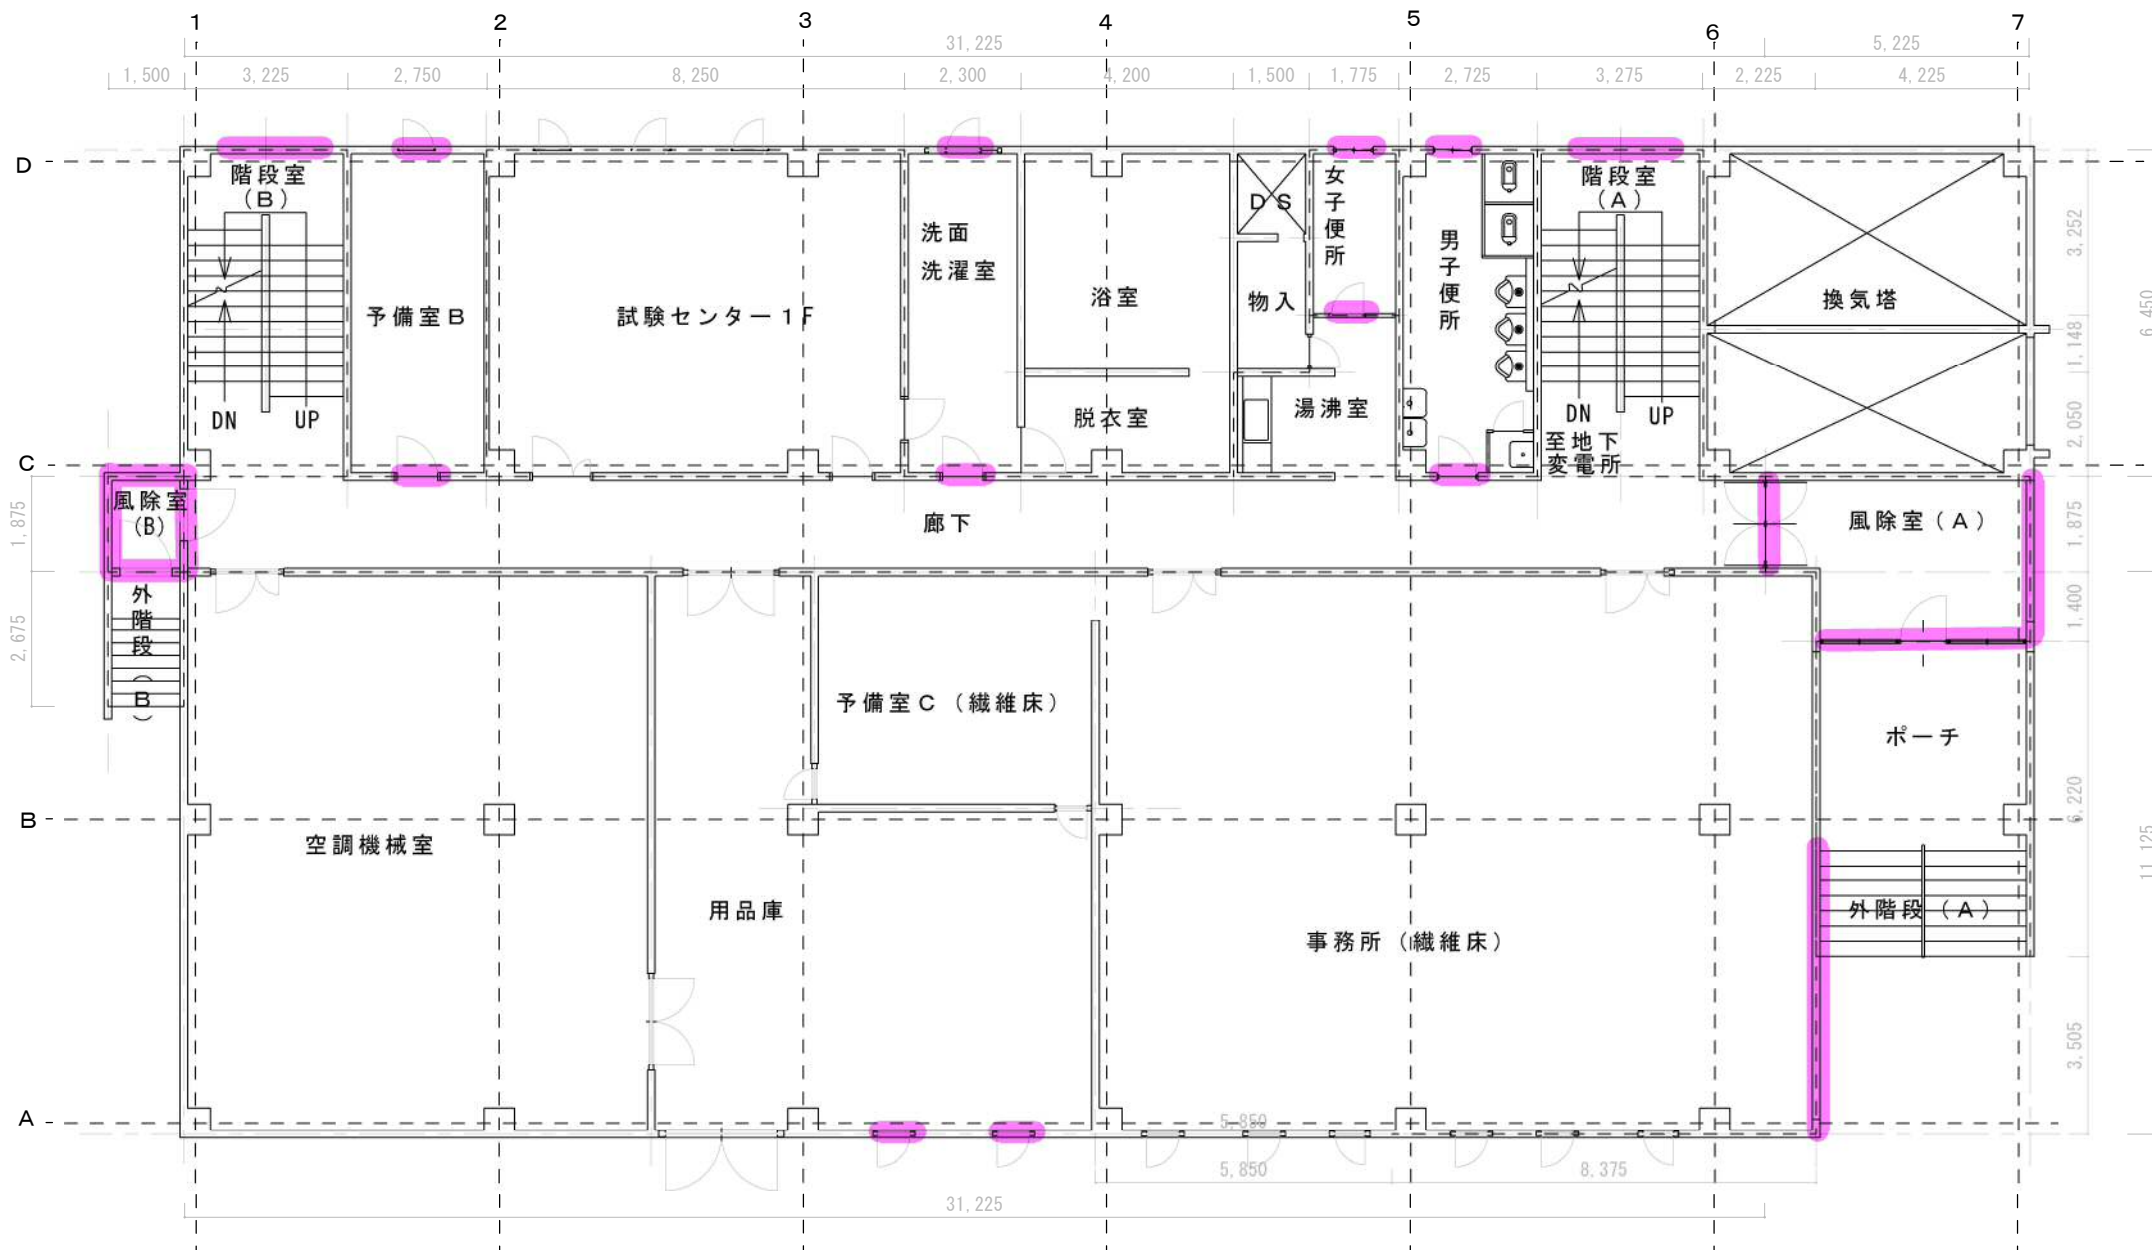 1 2 3 4 5 6 7
31,225 5,225
1,500 3,225 2,750 8,250 2,300 4,200 1,500 1,775 2,725 3,275 2,225 4,225
D
階段室
(B)
予備室B
試験センター1F
洗面
洗濯室
浴室
脱衣室
DS
物入
女子便所
湯沸室
男子便所
階段室
(A)
換気塔
DN UP
DN UP
至地下
変電所
3,252
1,148
2,050
6,450
C
風除室
(B)
廊下
風除室(A)
1,875
2,675
1,875
1,400
外階段(B)
予備室C(繊維床)
ポーチ
B
空調機械室
用品庫
事務所(繊維床)
外階段(A)
6,220
11,125
3,505
A
5,850
5,850 8,375
31,225